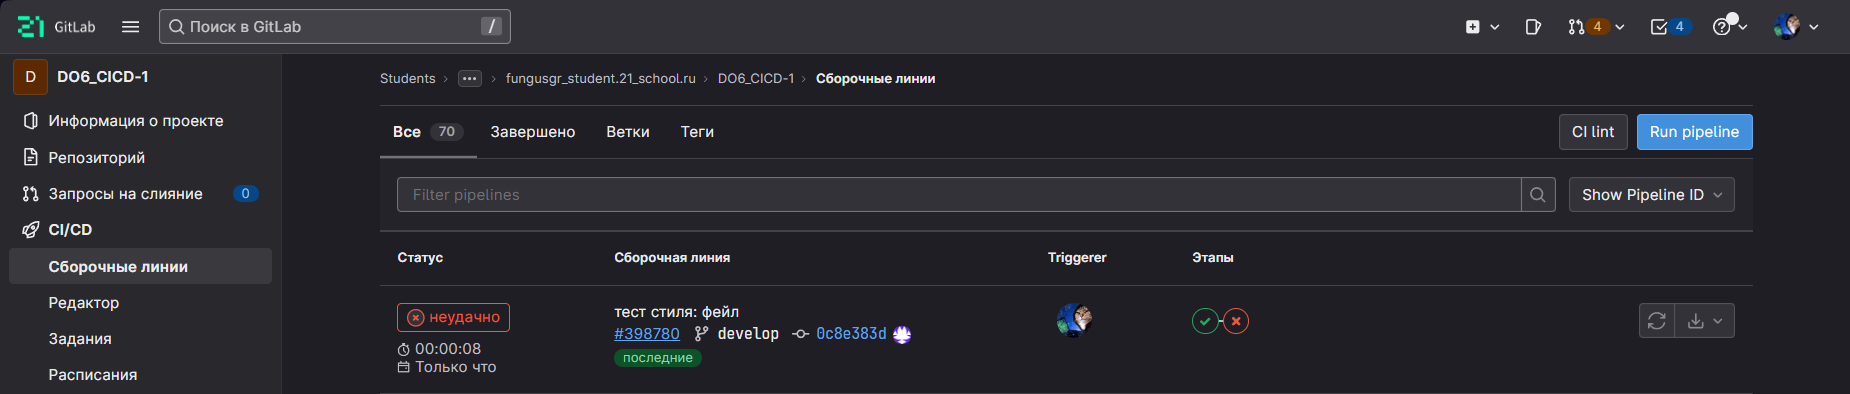 21 GitLab Поиск в GitLab / 4 4
D DO6_CICD-1
Информация о проекте
Репозиторий
Запросы на слияние 0
CI/CD
Сборочные линии
Редактор
Задания
Расписания
Students › ••• › fungusgr_student.21_school.ru › DO6_CICD-1 › Сборочные линии
Все 70 Завершено Ветки Теги CI lint Run pipeline
Filter pipelines Show Pipeline ID
Статус Сборочная линия Triggerer Этапы
неудачно
00:00:08
Только что
тест стиля: фейл
#398780 develop 0c8e383d
последние